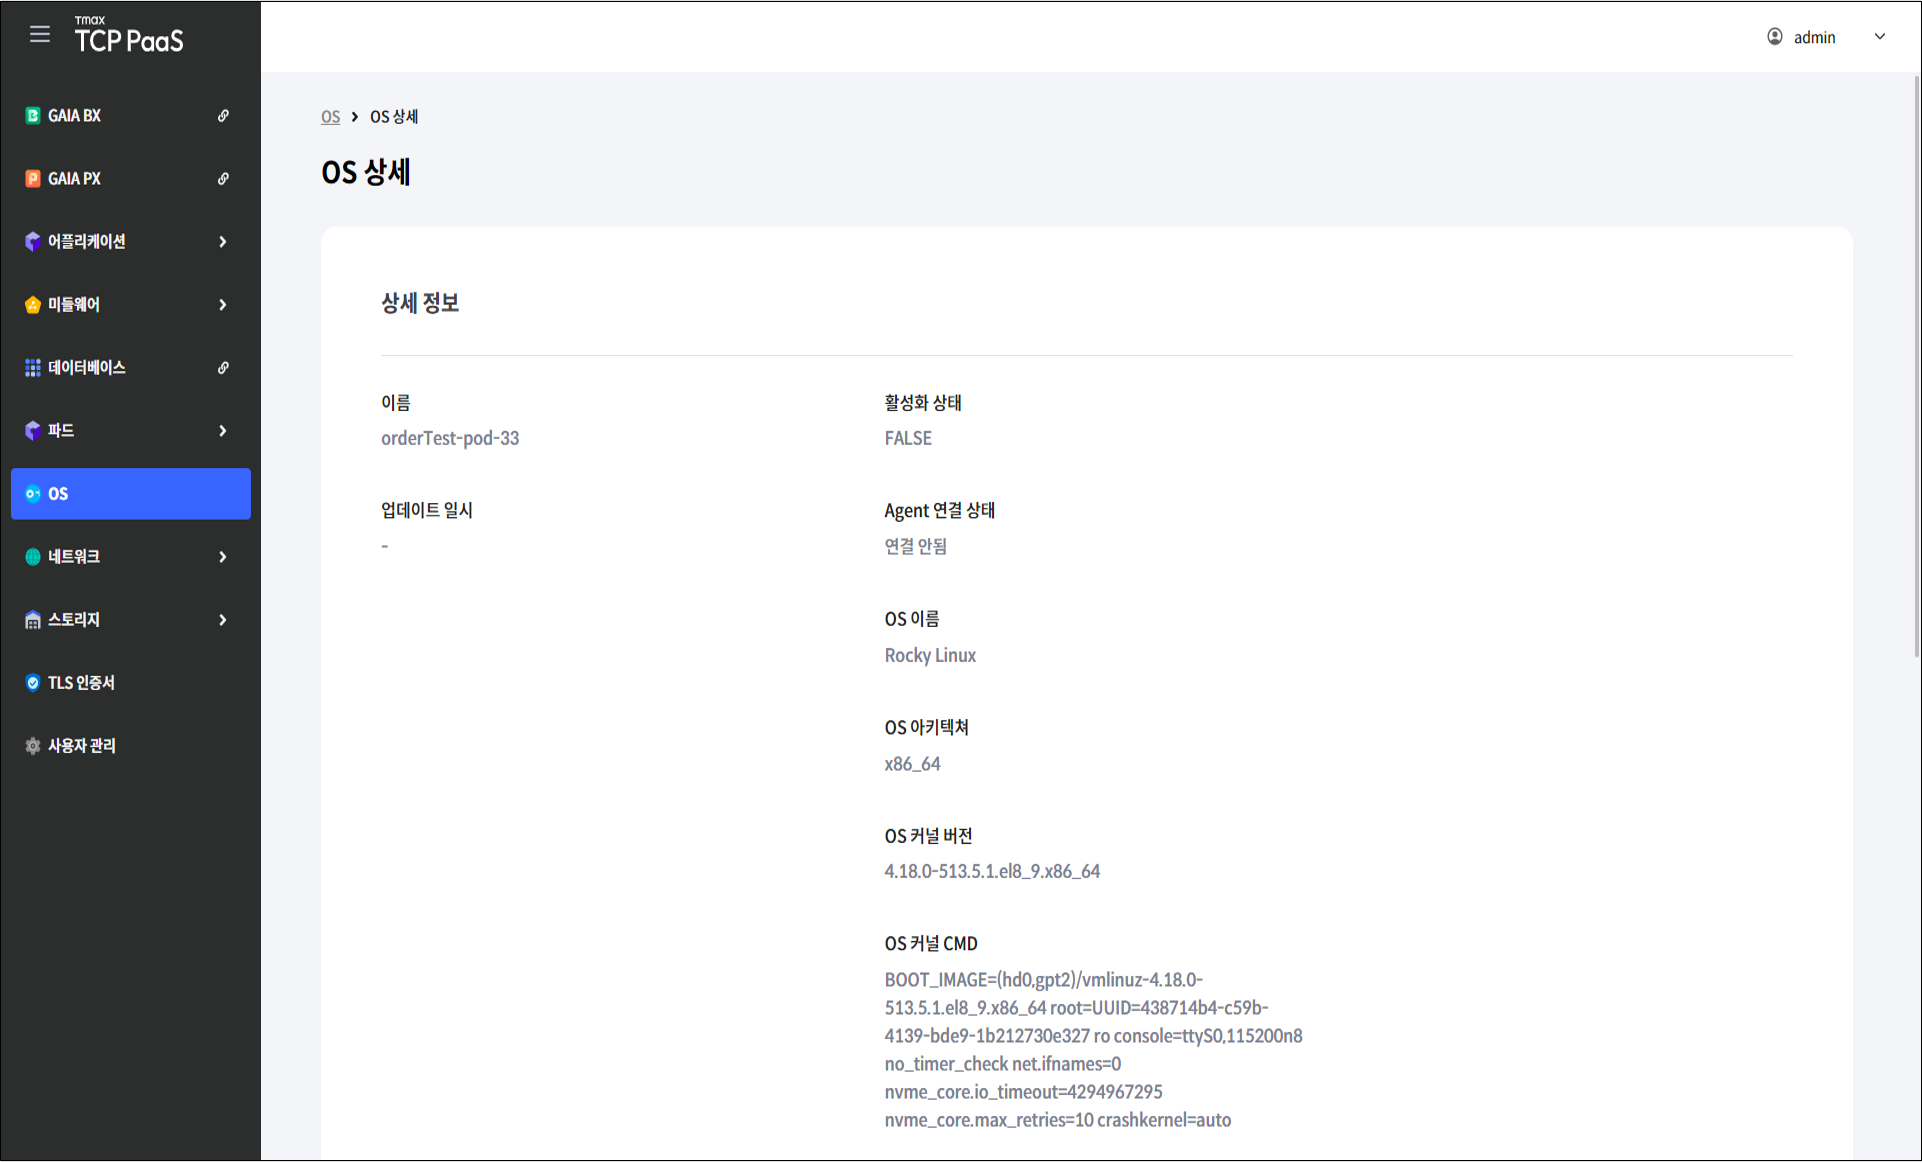 Tmax
TCP PaaS
admin
GAIA BX
GAIA PX
어플리케이션
미들웨어
데이터베이스
파드
OS
네트워크
스토리지
TLS 인증서
사용자 관리
OS > OS 상세
OS 상세
상세 정보
이름
orderTest-pod-33
활성화 상태
FALSE
업데이트 일시
-
Agent 연결 상태
연결 안됨
OS 이름
Rocky Linux
OS 아키텍쳐
x86_64
OS 커널 버전
4.18.0-513.5.1.el8_9.x86_64
OS 커널 CMD
BOOT_IMAGE=(hd0,gpt2)/vmlinuz-4.18.0-
513.5.1.el8_9.x86_64 root=UUID=438714b4-c59b-
4139-bde9-1b212730e327 ro console=ttyS0,115200n8
no_timer_check net.ifnames=0
nvme_core.io_timeout=4294967295
nvme_core.max_retries=10 crashkernel=auto